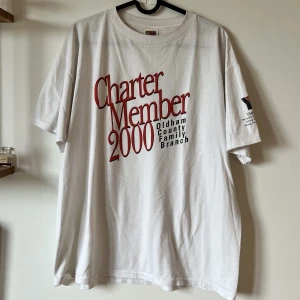 Charter
Member
2000
Oldham
County
Family
Branch